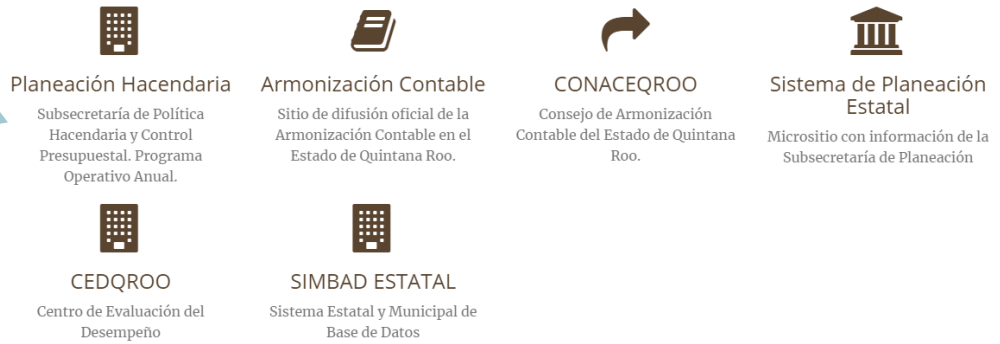 Planeación Hacendaria
Subsecretaría de Política
Hacendaria y Control
Presupuestal. Programa
Operativo Anual.
Armonización Contable
Sitio de difusión oficial de la
Armonización Contable en el
Estado de Quintana Roo.
CONACEQROO
Consejo de Armonización
Contable del Estado de Quintana
Roo.
Sistema de Planeación
Estatal
Micrositio con información de la
Subsecretaría de Planeación
CEDQROO
Centro de Evaluación del
Desempeño
SIMBAD ESTATAL
Sistema Estatal y Municipal de
Base de Datos